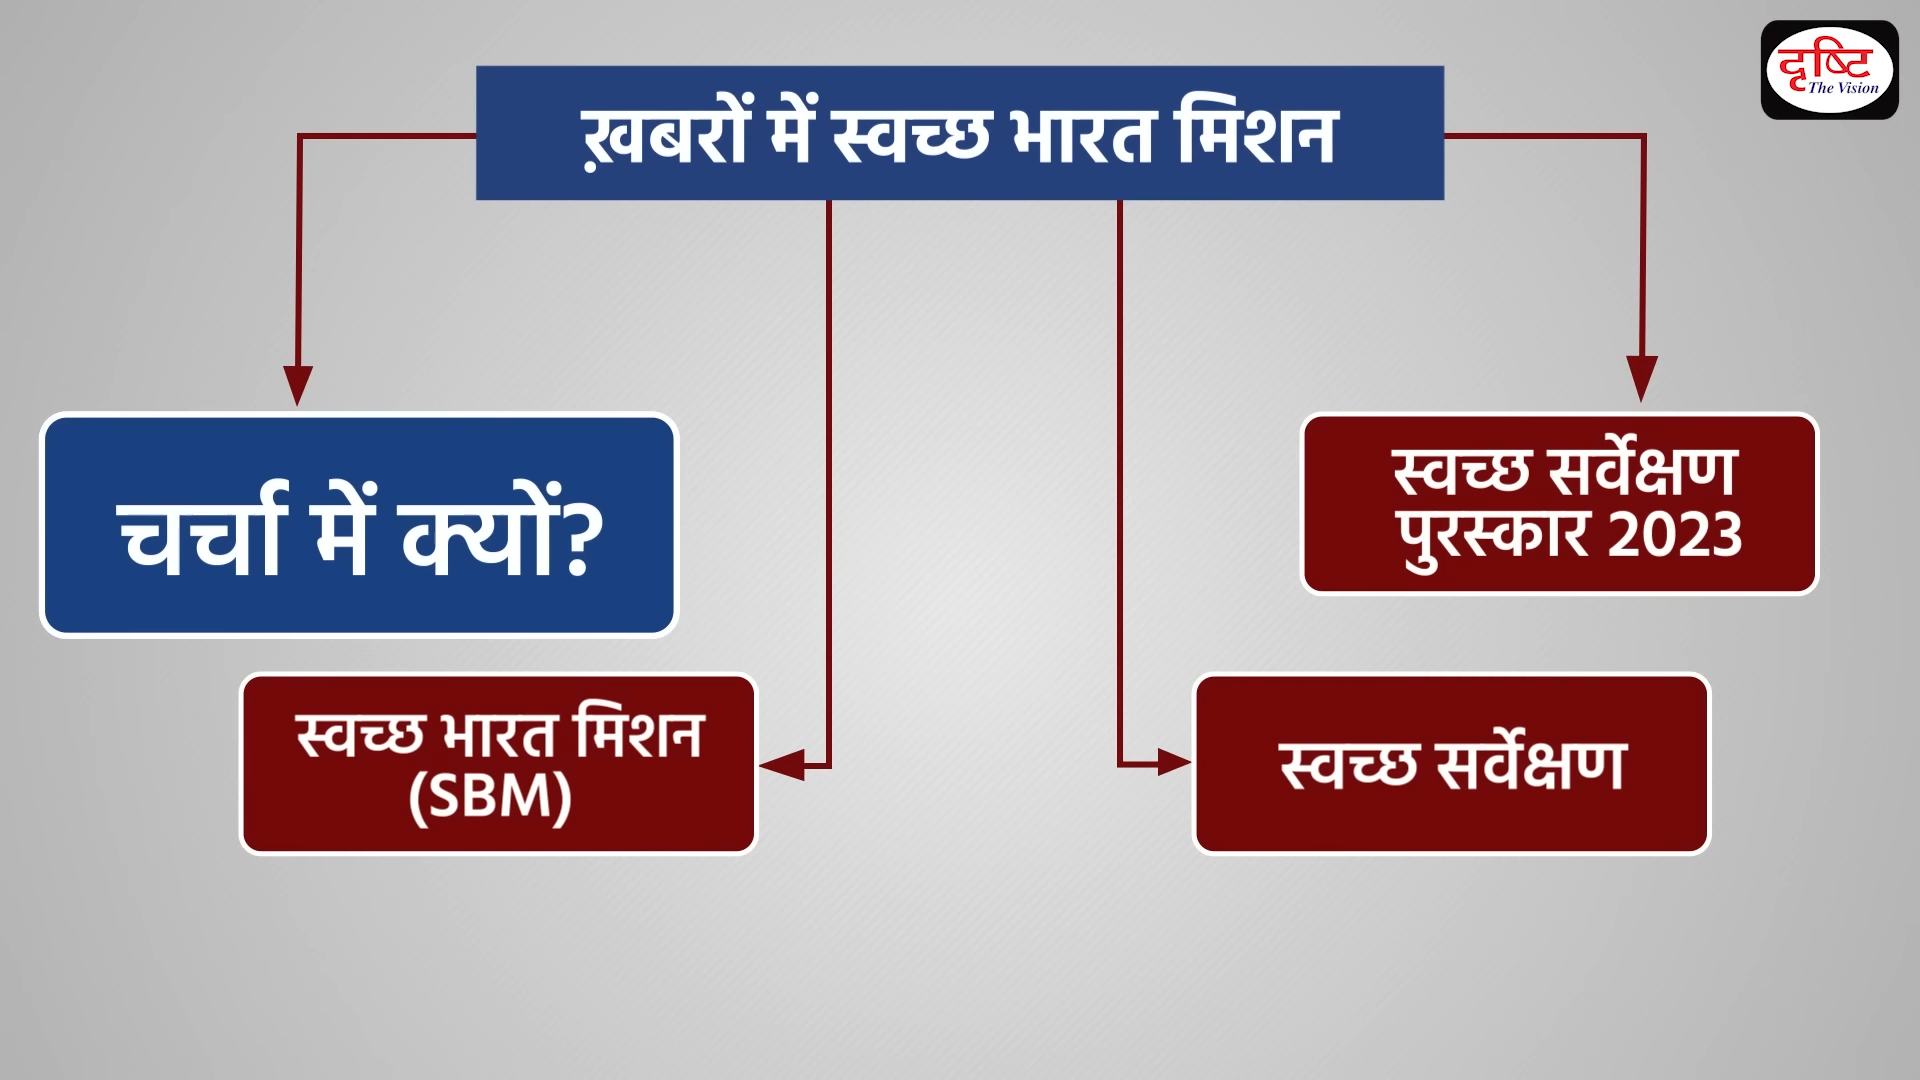 दृष्टि
The Vision
ख़बरों में स्वच्छ भारत मिशन
चर्चा में क्यों?
स्वच्छ सर्वेक्षण
पुरस्कार 2023
स्वच्छ भारत मिशन
(SBM)
स्वच्छ सर्वेक्षण